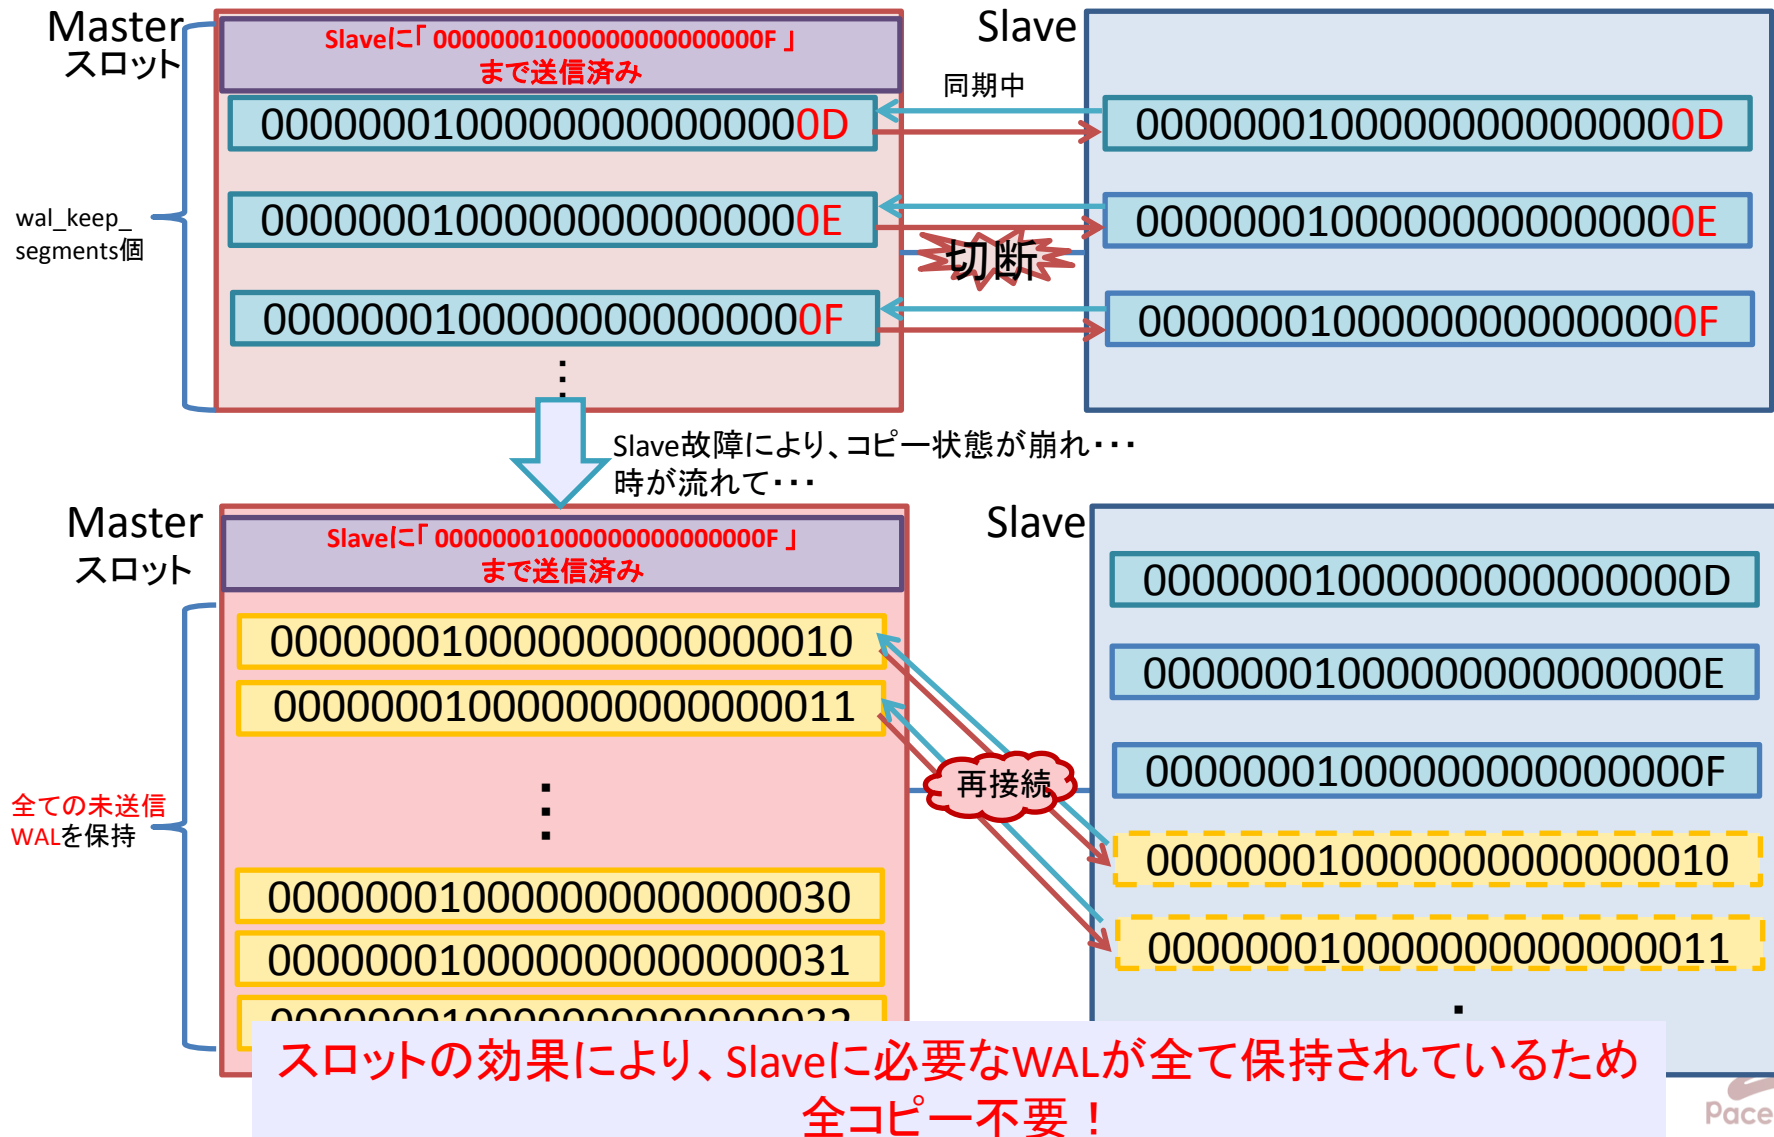 Master
スロット
Slaveに「 00000001000000000000000F 」
まで送信済み
Slave
同期中
00000001000000000000000D
00000001000000000000000D
wal_keep_
segments個
00000001000000000000000E
00000001000000000000000E
切断
00000001000000000000000F
00000001000000000000000F
Slave故障により、コピー状態が崩れ・・・
時が流れて・・・
Master
スロット
Slaveに「 00000001000000000000000F 」
まで送信済み
Slave
00000001000000000000000D
000000010000000000000010
00000001000000000000000E
000000010000000000000011
00000001000000000000000F
再接続
全ての未送信
WALを保持
000000010000000000000010
000000010000000000000030
000000010000000000000011
000000010000000000000031
スロットの効果により、Slaveに必要なWALが全て保持されているため
全コピー不要！
Pace